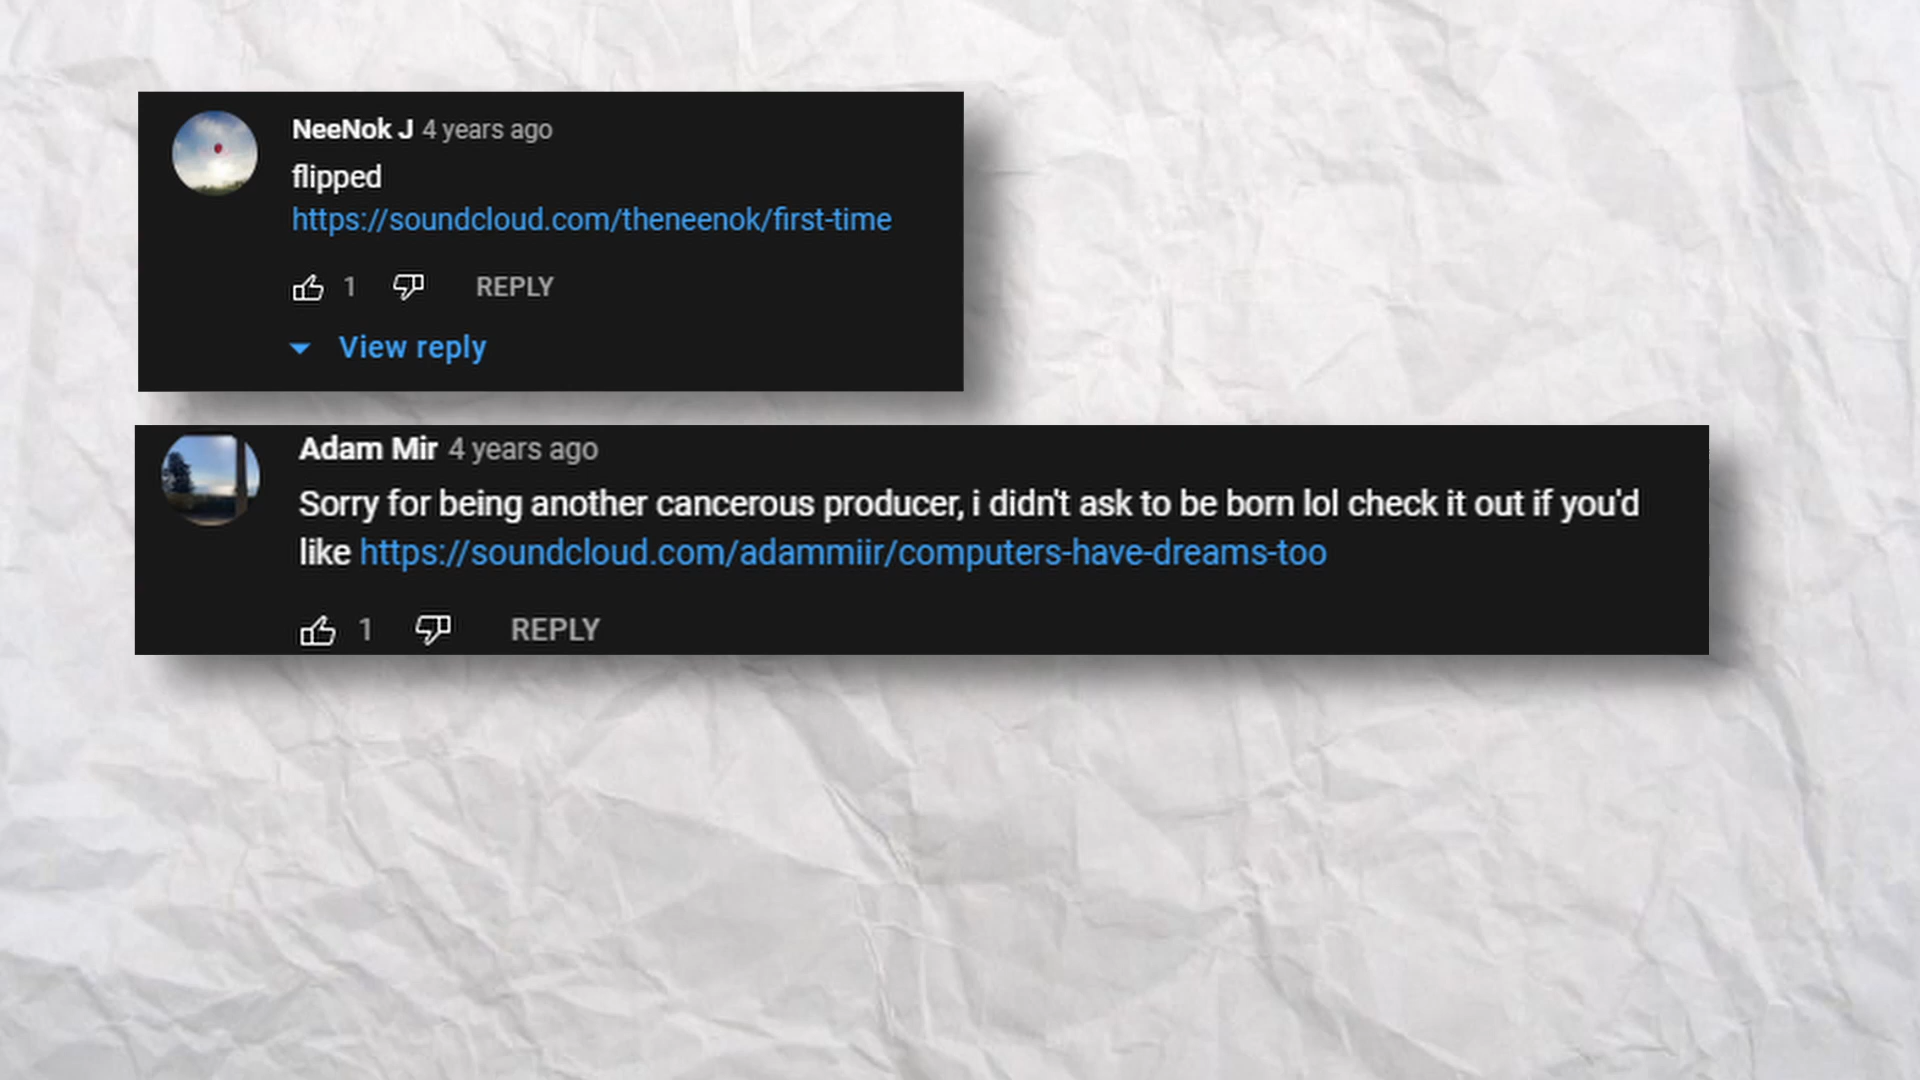 NeeNok J 4 years ago
flipped
https://soundcloud.com/theneenok/first-time
1 REPLY
View reply
Adam Mir 4 years ago
Sorry for being another cancerous producer, i didn't ask to be born lol check it out if you'd
like https://soundcloud.com/adammiir/computers-have-dreams-too
1 REPLY